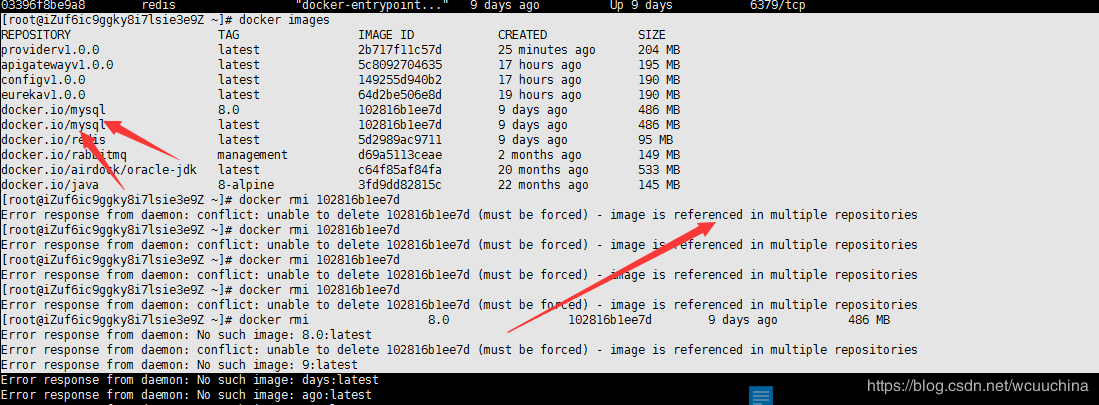 03396f8be9a8 redis "docker-entrypoint..." 9 days ago Up 9 days 6379/tcp
[root@iZuf6ic9ggky8i7lsie3e9Z ~]# docker images
REPOSITORY TAG IMAGE ID CREATED SIZE
providerv1.0.0 latest 2b717f11c57d 25 minutes ago 204 MB
apigatewayv1.0.0 latest 5c8092704635 17 hours ago 195 MB
configv1.0.0 latest 149255d940b2 17 hours ago 190 MB
eurekav1.0.0 latest 64d2be506e8d 19 hours ago 190 MB
docker.io/mysql 8.0 102816b1ee7d 9 days ago 486 MB
docker.io/mysql latest 102816b1ee7d 9 days ago 486 MB
docker.io/redis latest 5d2989ac9711 9 days ago 95 MB
docker.io/rabbitmq management d69a5113ceae 2 months ago 149 MB
docker.io/airdock/oracle-jdk latest c64f85af84fa 20 months ago 533 MB
docker.io/java 8-alpine 3fd9dd82815c 22 months ago 145 MB
[root@iZuf6ic9ggky8i7lsie3e9Z ~]# docker rmi 102816b1ee7d
Error response from daemon: conflict: unable to delete 102816b1ee7d (must be forced) - image is referenced in multiple repositories
[root@iZuf6ic9ggky8i7lsie3e9Z ~]# docker rmi 102816b1ee7d
Error response from daemon: conflict: unable to delete 102816b1ee7d (must be forced) - image is referenced in multiple repositories
[root@iZuf6ic9ggky8i7lsie3e9Z ~]# docker rmi 102816b1ee7d
Error response from daemon: conflict: unable to delete 102816b1ee7d (must be forced) - image is referenced in multiple repositories
[root@iZuf6ic9ggky8i7lsie3e9Z ~]# docker rmi 102816b1ee7d
Error response from daemon: conflict: unable to delete 102816b1ee7d (must be forced) - image is referenced in multiple repositories
[root@iZuf6ic9ggky8i7lsie3e9Z ~]# docker rmi 8.0 102816b1ee7d 9 days ago 486 MB
Error response from daemon: No such image: 8.0:latest
Error response from daemon: conflict: unable to delete 102816b1ee7d (must be forced) - image is referenced in multiple repositories
Error response from daemon: No such image: 9:latest
Error response from daemon: No such image: days:latest
Error response from daemon: No such image: ago:latest
https://blog.csdn.net/wcuuchina